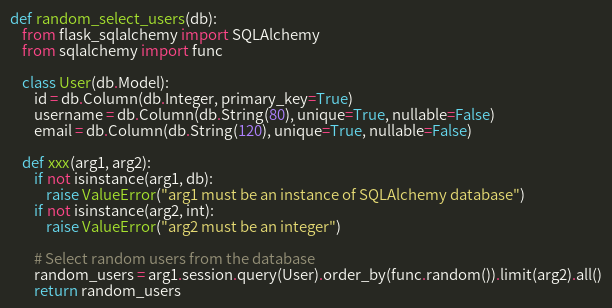 def random_select_users(db):
    from flask_sqlalchemy import SQLAlchemy
    from sqlalchemy import func

    class User(db.Model):
        id = db.Column(db.Integer, primary_key=True)
        username = db.Column(db.String(80), unique=True, nullable=False)
        email = db.Column(db.String(120), unique=True, nullable=False)

    def xxx(arg1, arg2):
        if not isinstance(arg1, db):
            raise ValueError("arg1 must be an instance of SQLAlchemy database")
        if not isinstance(arg2, int):
            raise ValueError("arg2 must be an integer")

        # Select random users from the database
        random_users = arg1.session.query(User).order_by(func.random()).limit(arg2).all()
        return random_users